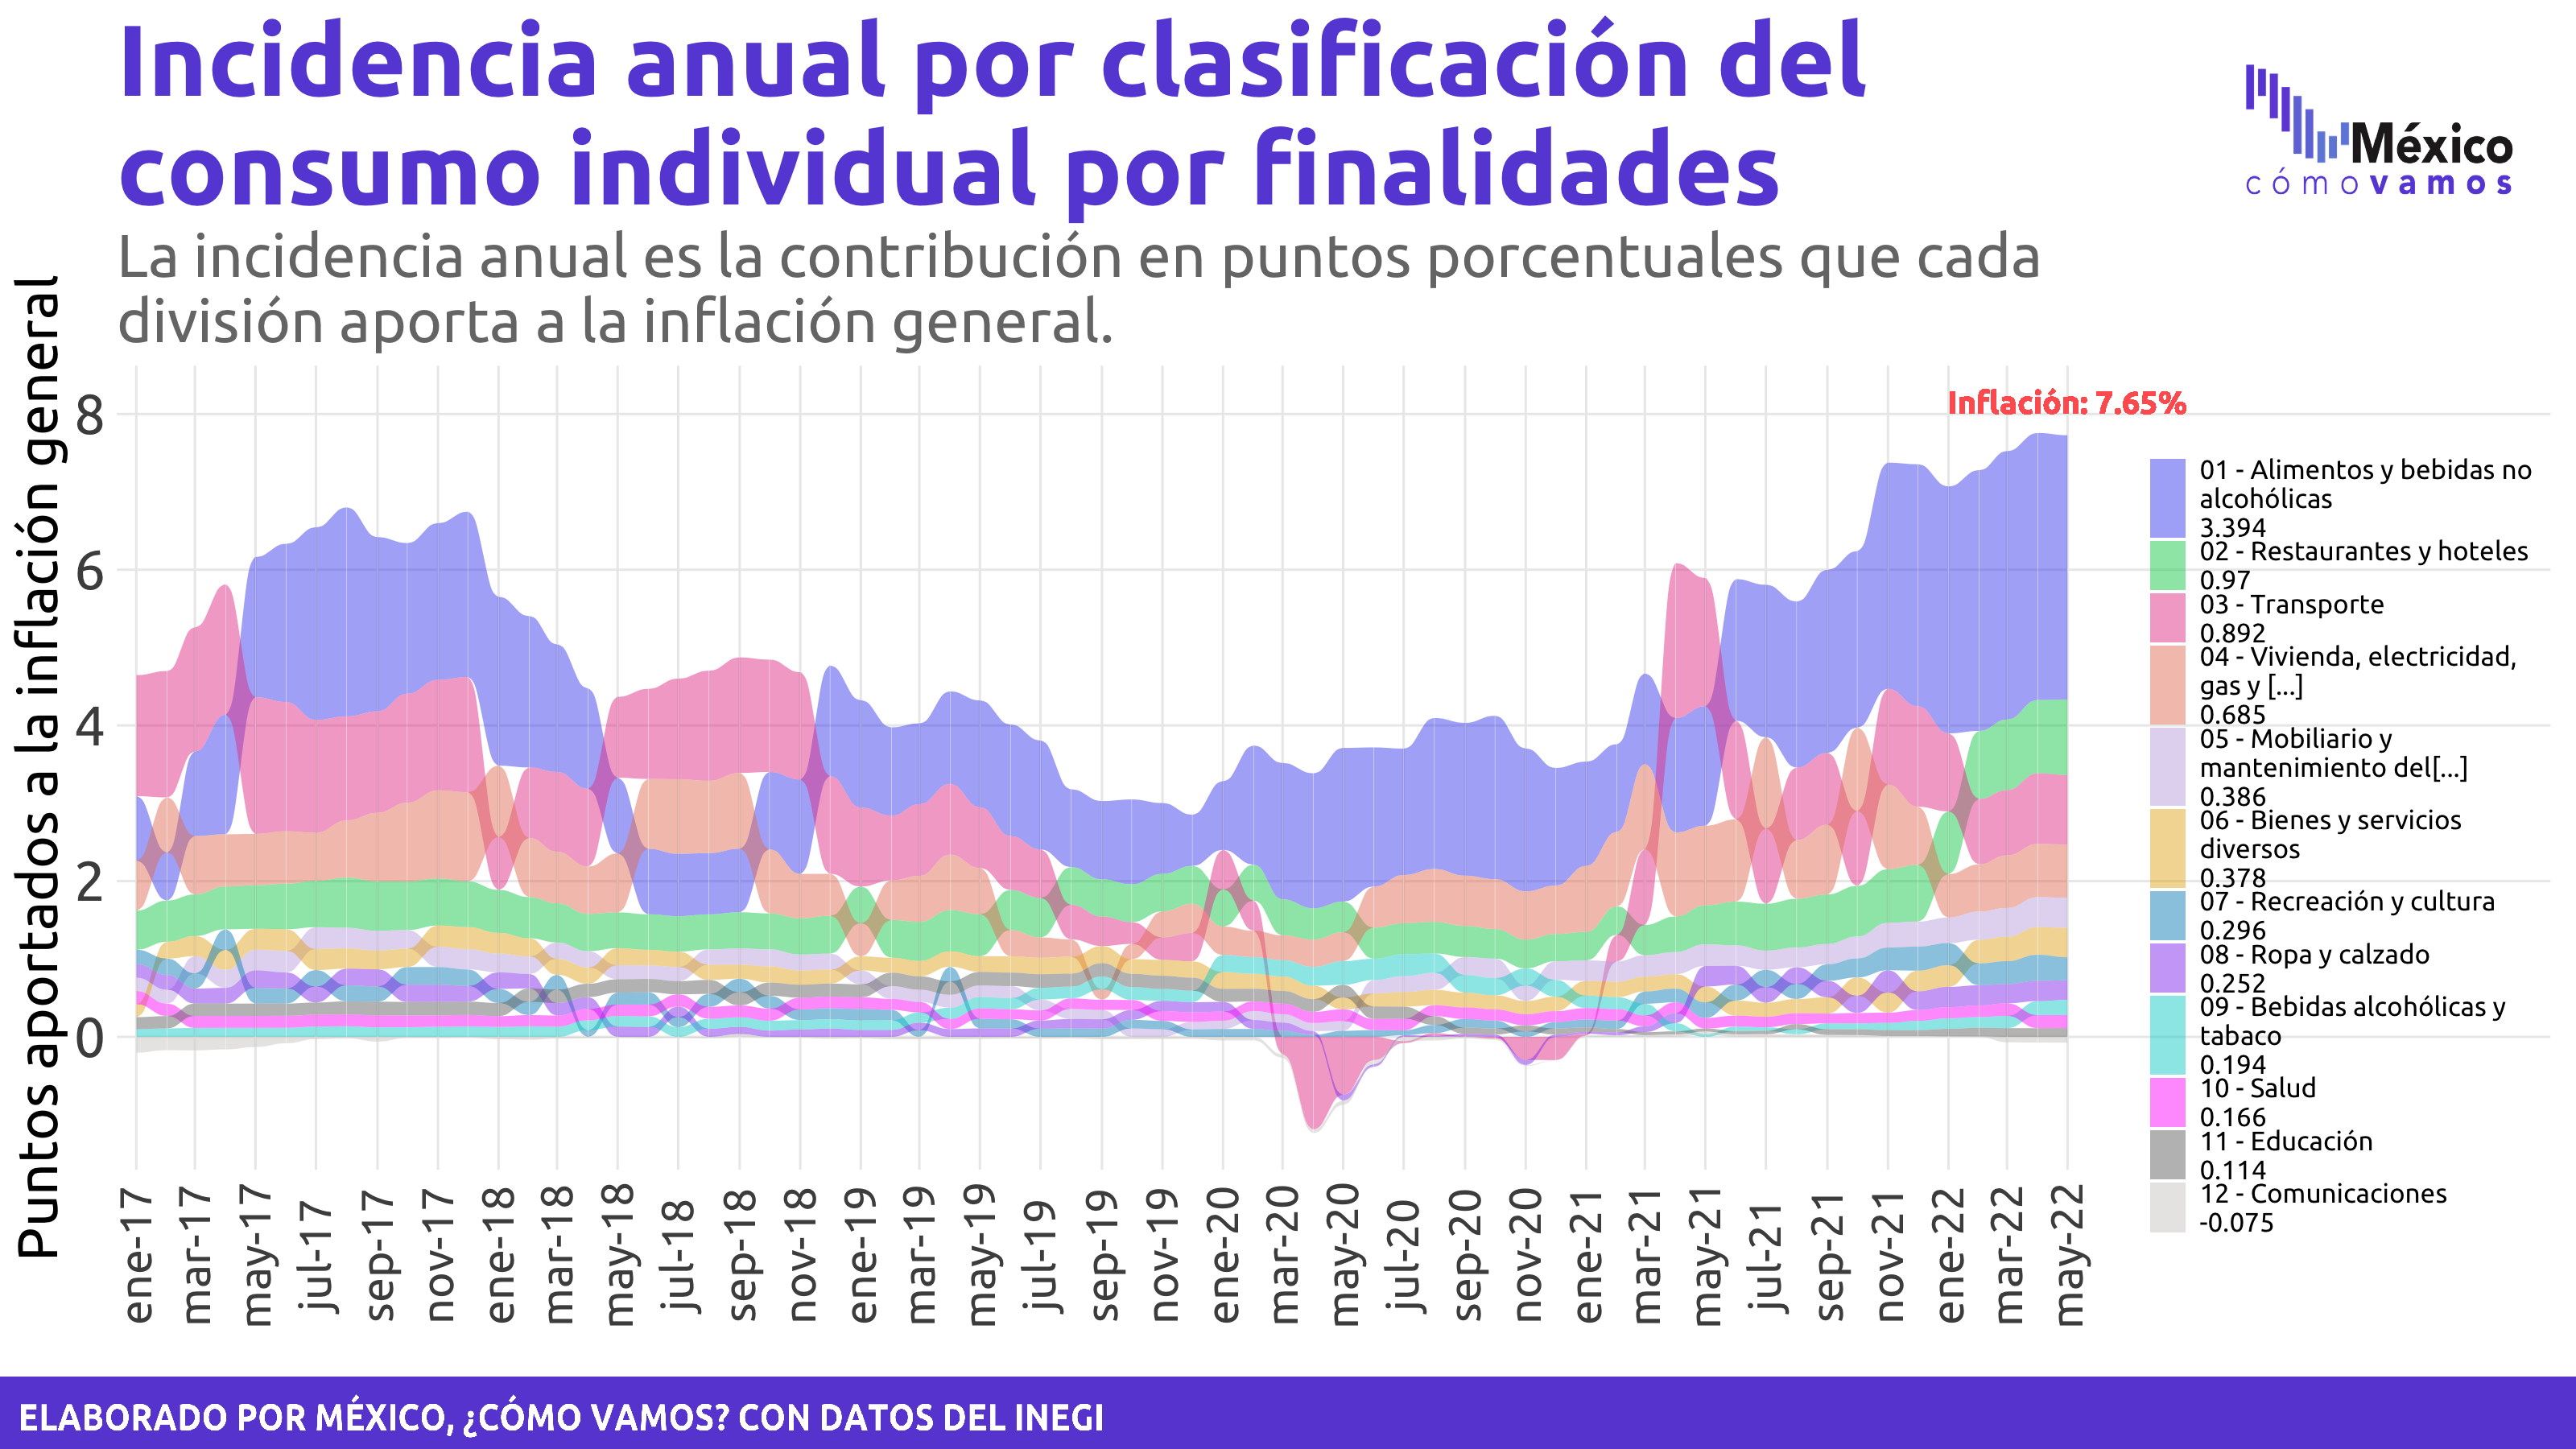 Incidencia anual por clasificación del
consumo individual por finalidades
México
cómovamos
La incidencia anual es la contribución en puntos porcentuales que cada
división aporta a la inflación general.
Puntos aportados a la inflación general
8
6
4
2
0
Inflación: 7.65%
01 - Alimentos y bebidas no
alcohólicas
3.394
02 - Restaurantes y hoteles
0.97
03 - Transporte
0.892
04 - Vivienda, electricidad,
gas y [...]
0.685
05 - Mobiliario y
mantenimiento del[...]
0.386
06 - Bienes y servicios
diversos
0.378
07 - Recreación y cultura
0.296
08 - Ropa y calzado
0.252
09 - Bebidas alcohólicas y
tabaco
0.194
10 - Salud
0.166
11 - Educación
0.114
12 - Comunicaciones
-0.075
ene-17
mar-17
may-17
jul-17
sep-17
nov-17
ene-18
mar-18
may-18
jul-18
sep-18
nov-18
ene-19
mar-19
may-19
jul-19
sep-19
nov-19
ene-20
mar-20
may-20
jul-20
sep-20
nov-20
ene-21
mar-21
may-21
jul-21
sep-21
nov-21
ene-22
mar-22
may-22
ELABORADO POR MÉXICO, ¿CÓMO VAMOS? CON DATOS DEL INEGI